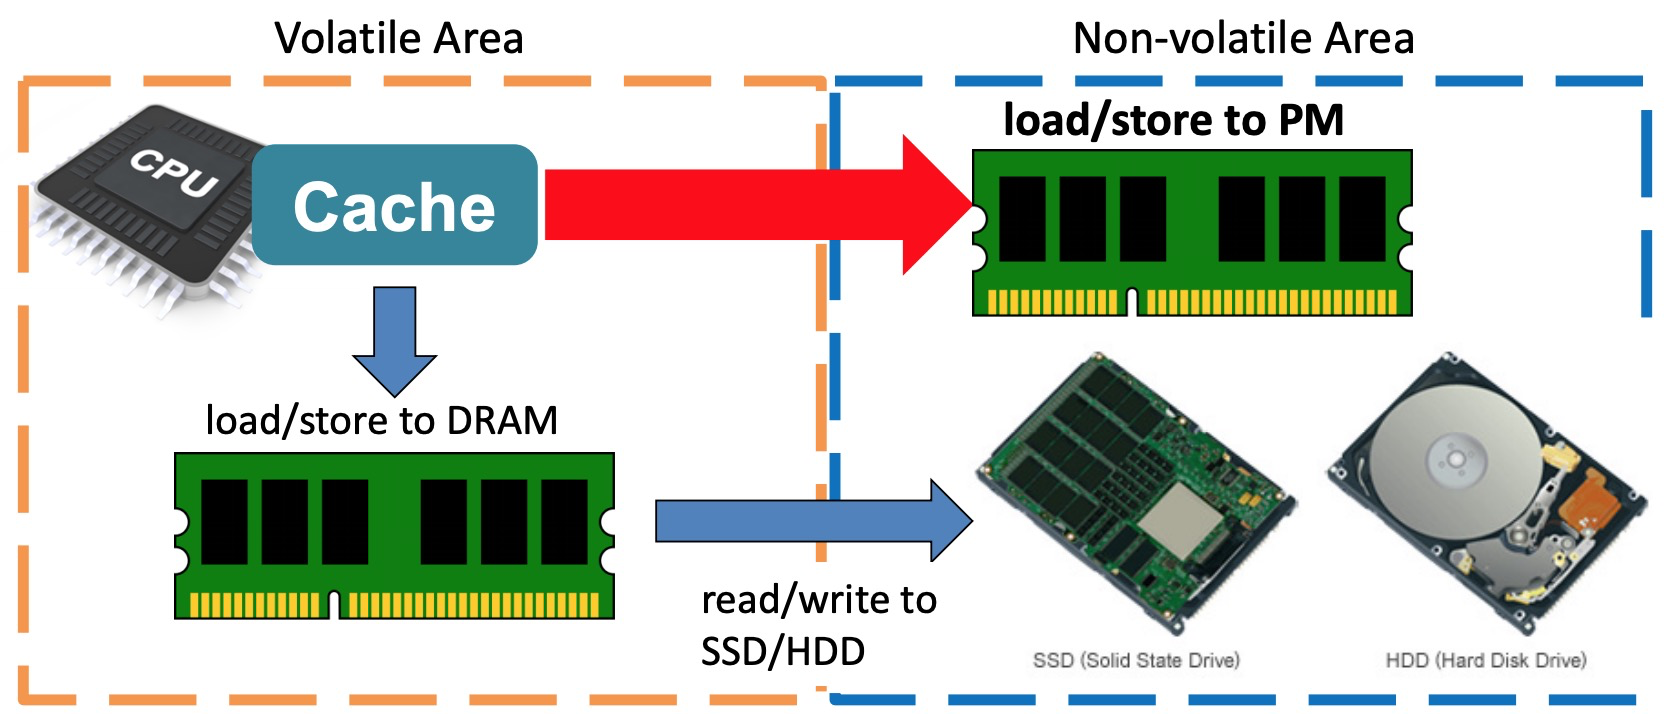 Volatile Area
Non-volatile Area
load/store to PM
CPU
Cache
load/store to DRAM
read/write to
SSD/HDD
SSD (Solid State Drive)
HDD (Hard Disk Drive)